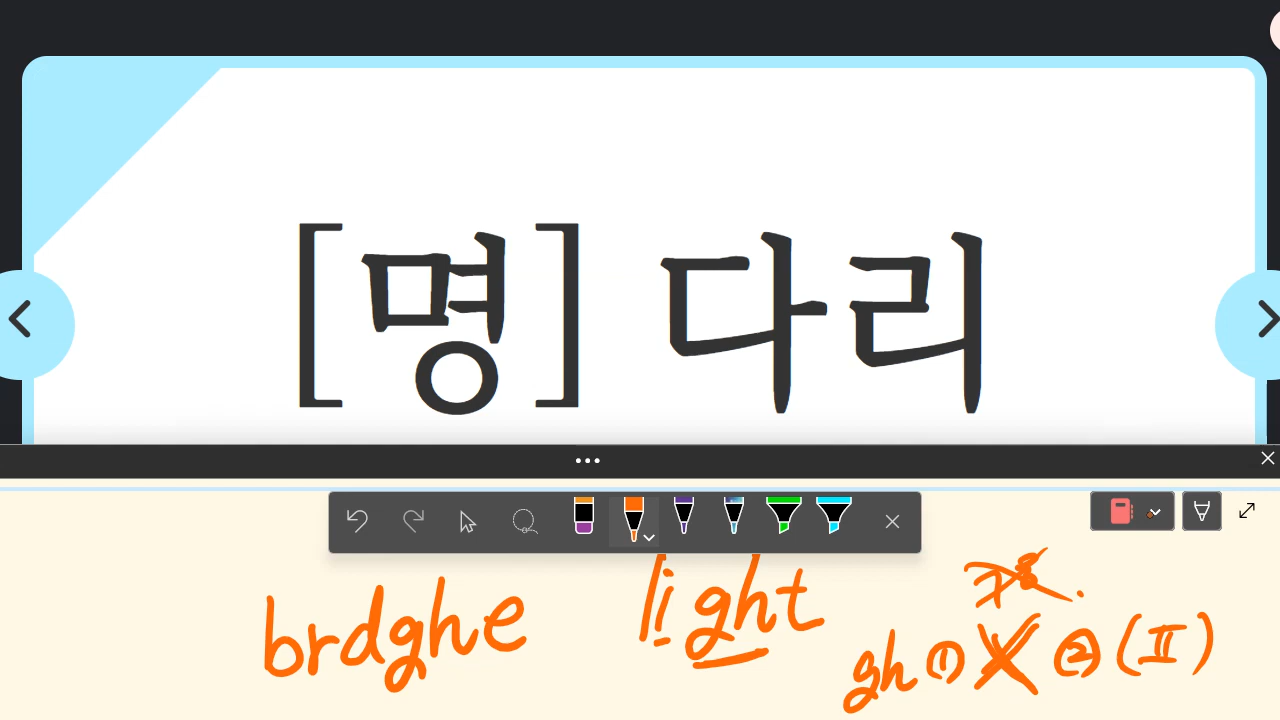 [명] 다리
brdghe light
gh ① X ② (II)